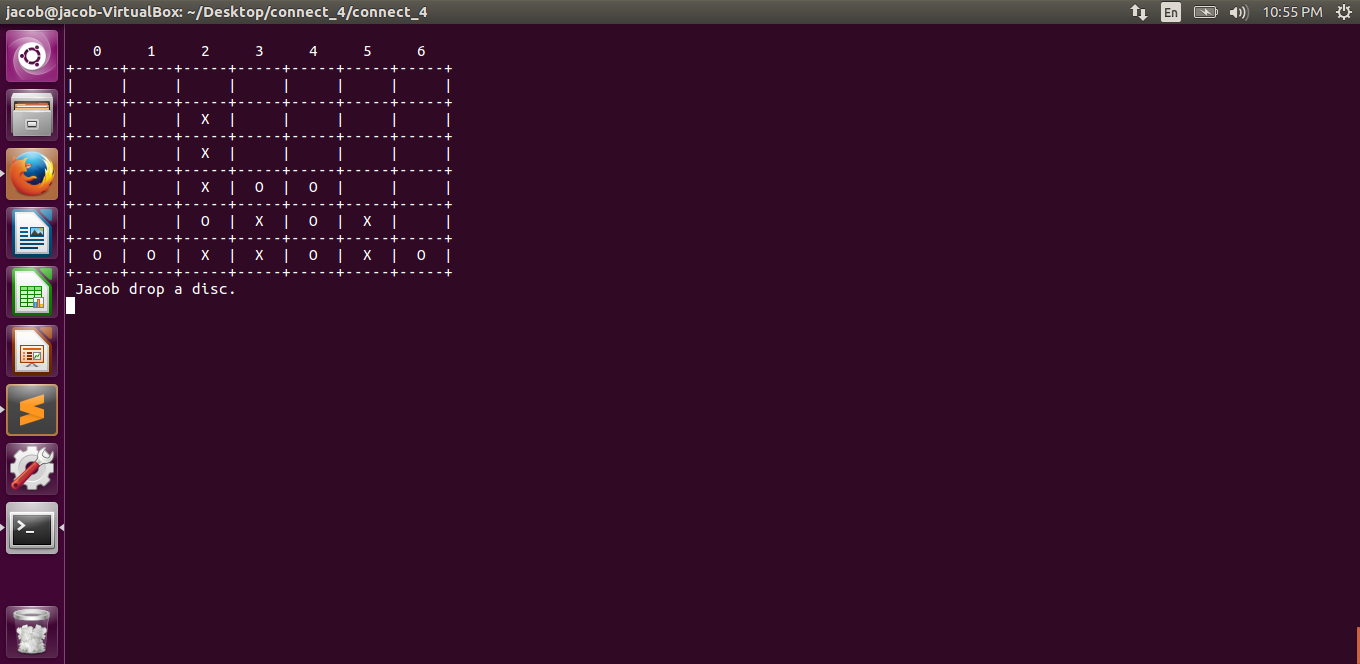 jacob@jacob-VirtualBox: ~/Desktop/connect_4/connect_4 En 10:55 PM
0 1 2 3 4 5 6
+-----+-----+-----+-----+-----+-----+-----+
|     |     |     |     |     |     |     |
+-----+-----+-----+-----+-----+-----+-----+
|     |     |  X  |     |     |     |     |
+-----+-----+-----+-----+-----+-----+-----+
|     |     |  X  |     |     |     |     |
+-----+-----+-----+-----+-----+-----+-----+
|     |     |  X  |  O  |  O  |     |     |
+-----+-----+-----+-----+-----+-----+-----+
|     |     |  O  |  X  |  O  |  X  |     |
+-----+-----+-----+-----+-----+-----+-----+
|  O  |  O  |  X  |  X  |  O  |  X  |  O  |
+-----+-----+-----+-----+-----+-----+-----+
Jacob drop a disc.